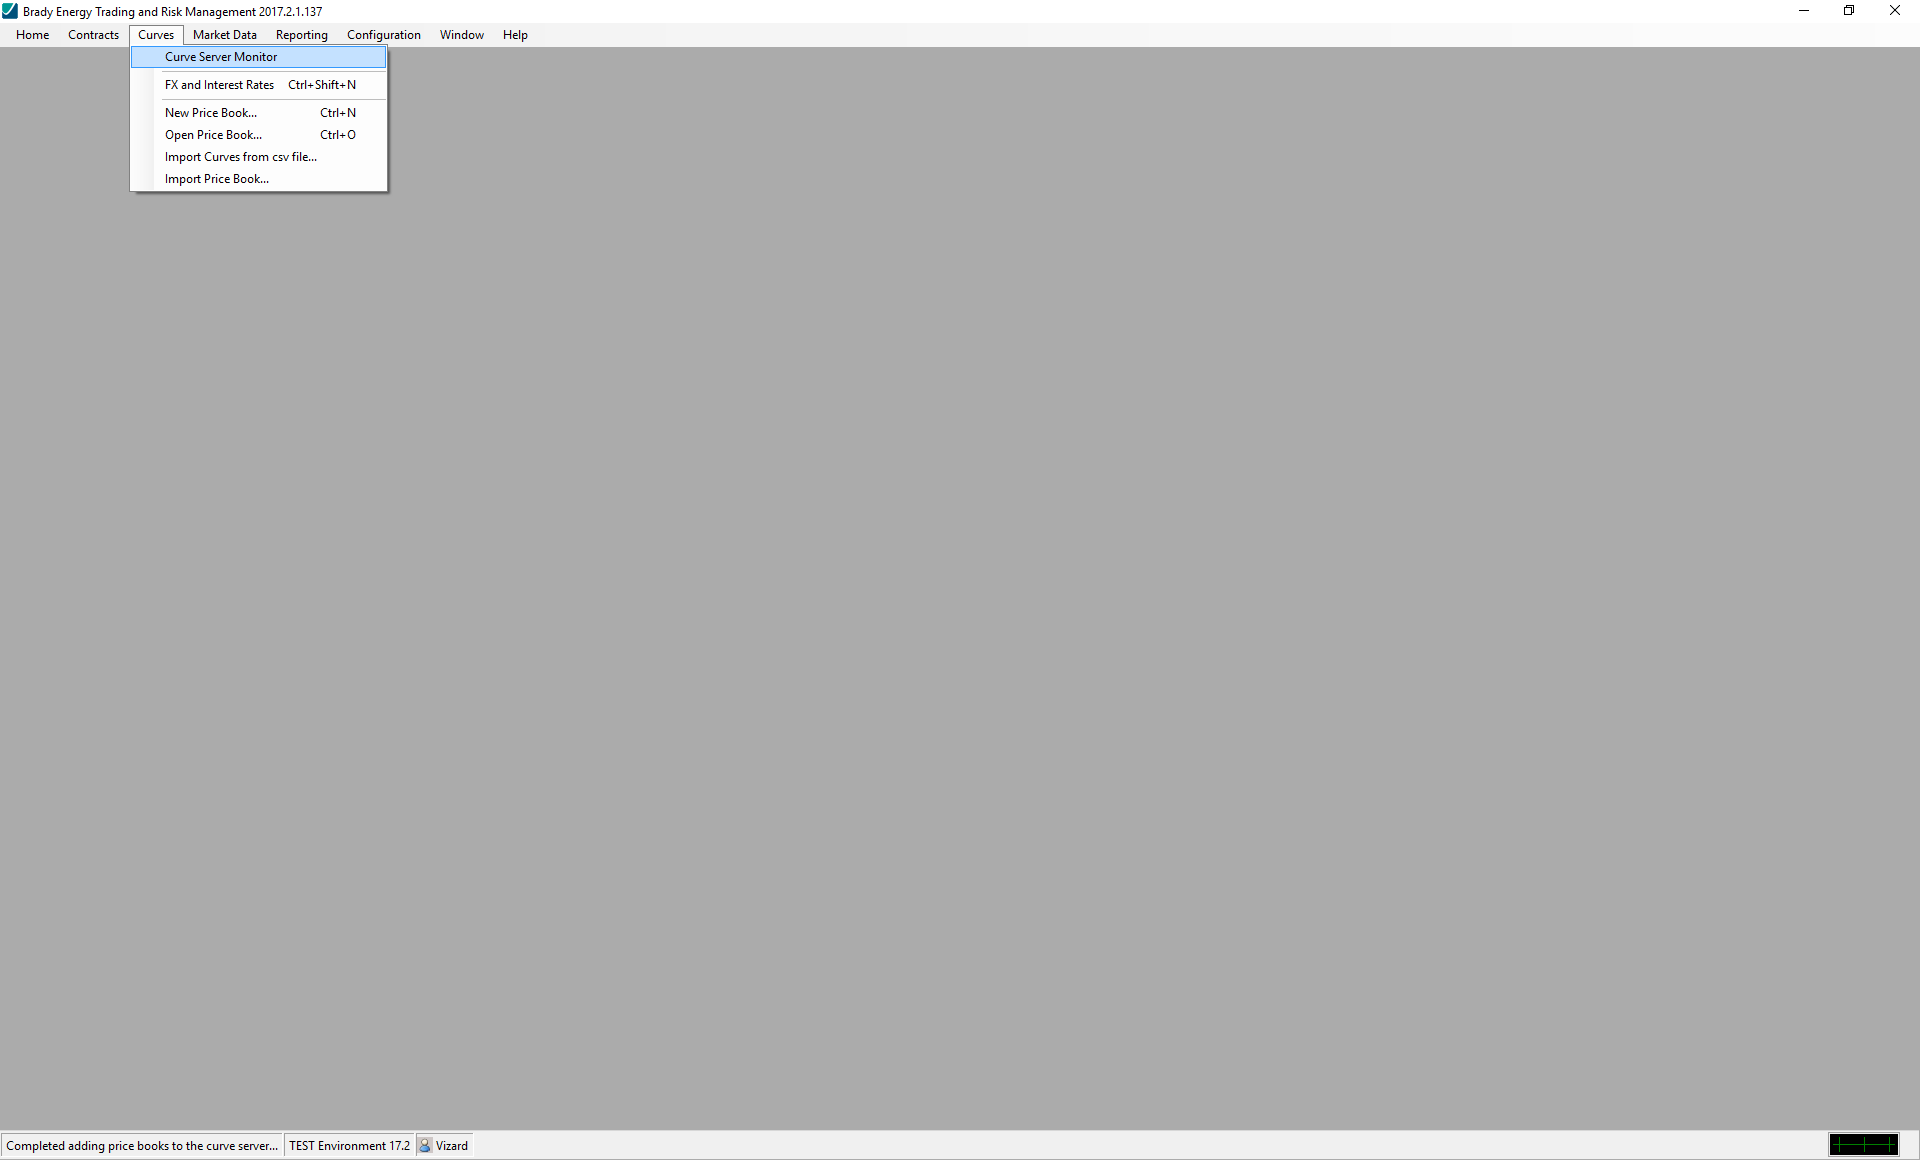 Brady Energy Trading and Risk Management 2017.2.1.137
Home Contracts Curves Market Data Reporting Configuration Window Help
Curve Server Monitor
FX and Interest Rates Ctrl+Shift+N
New Price Book... Ctrl+N
Open Price Book... Ctrl+O
Import Curves from csv file...
Import Price Book...
Completed adding price books to the curve server... TEST Environment 17.2 Vizard